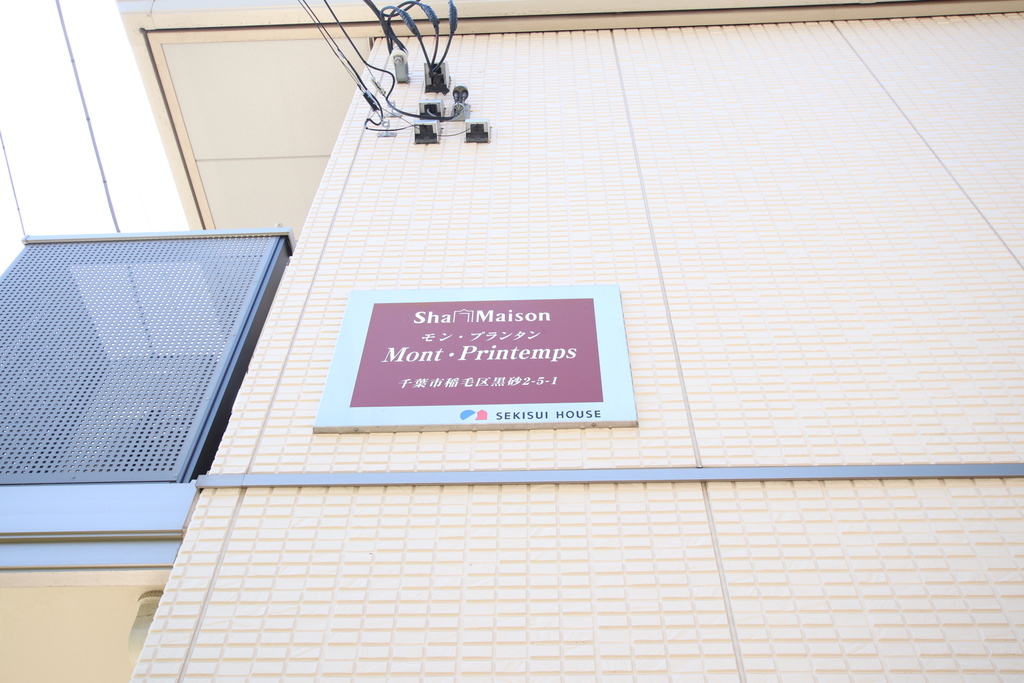 Sha Maison
モン・プランタン
Mont・Printemps
千葉市稲毛区黒砂2-5-1
SEKISUI HOUSE